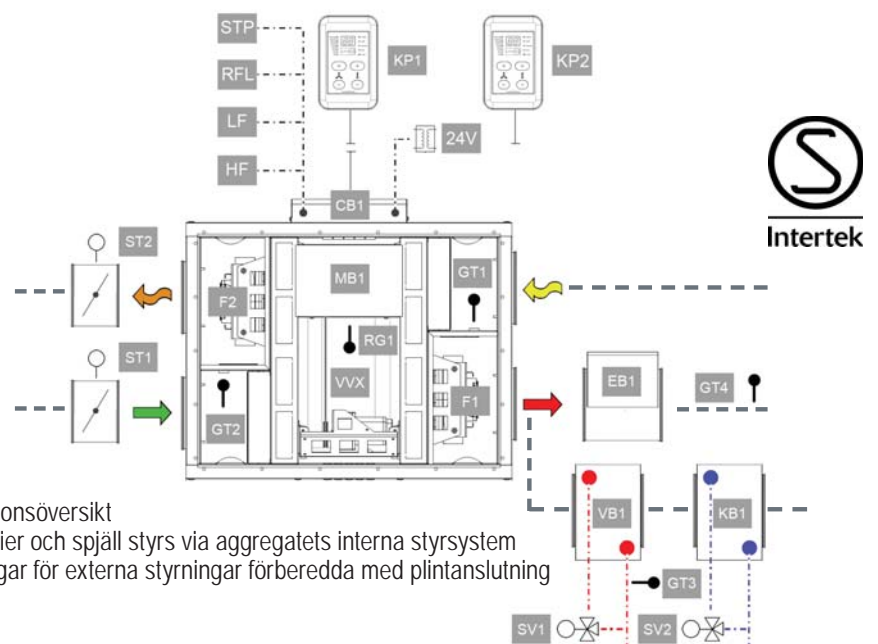 STP
KP1
KP2
RFL
LF
24V
HF
CB1
S
Intertek
ST2
GT1
MB1
F2
RG1
ST1
VVX
F1
EB1
GT4
GT2
onsöversikt
ier och spjäll styrs via aggregatets interna styrsystem
gar för externa styrningar förberedda med plintanslutning
VB1
KB1
GT3
SV1
SV2